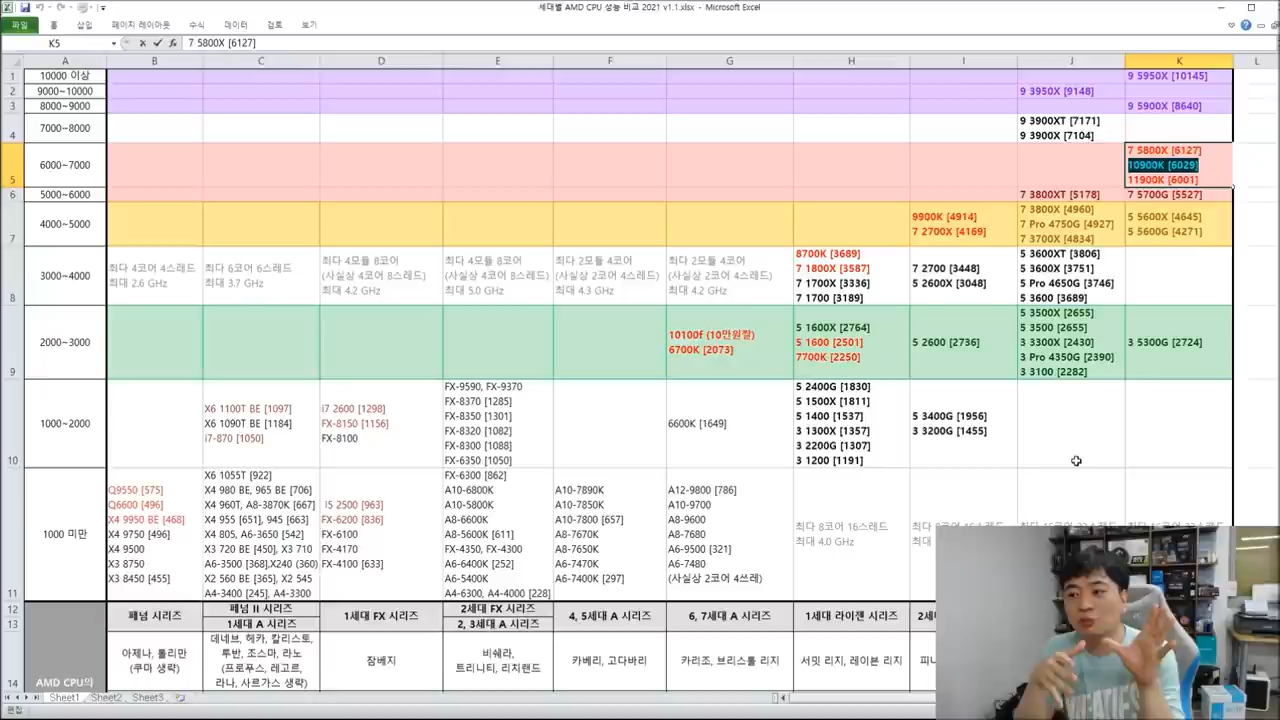 세대별 AMD CPU 성능 비교 2021 v1.1.xlsx - Microsoft Excel
파일 홈 삽입 페이지 레이아웃 수식 데이터 검토 보기
K5 fx 7 5800X [6127]
A B C D E F G H I J K L
1 10000 이상 9 5950X [10145]
2 9000~10000 9 3950X [9148]
3 8000~9000 9 5900X [8640]
4 7000~8000
9 3900XT [7171]
9 3900X [7104]
5 6000~7000
7 5800X [6127]
10900K [6029]
11900K [6001]
6 5000~6000 7 3800XT [5178] 7 5700G [5527]
7 4000~5000
9900K [4914]
7 2700X [4169]
7 3800X [4960]
7 Pro 4750G [4927]
7 3700X [4834]
5 5600X [4645]
5 5600G [4271]
8 3000~4000
최다 4코어 4스레드
최대 2.6 GHz
최다 6코어 6스레드
최대 3.7 GHz
최다 4모듈 8코어
(사실상 4코어 8스레드)
최대 4.2 GHz
최다 4모듈 8코어
(사실상 4코어 8스레드)
최대 5.0 GHz
최다 2모듈 4코어
(사실상 2코어 4스레드)
최대 4.3 GHz
최다 2모듈 4코어
(사실상 2코어 4스레드)
최대 4.2 GHz
8700K [3689]
7 1800X [3587]
7 1700X [3336]
7 1700 [3189]
7 2700 [3448]
5 2600X [3048]
5 3600XT [3806]
5 3600X [3751]
5 Pro 4650G [3746]
5 3600 [3689]
9 2000~3000
10100f (10만원짤)
6700K [2073]
5 1600X [2764]
5 1600 [2501]
7700K [2250]
5 2600 [2736]
5 3500X [2655]
5 3500 [2655]
3 3300X [2430]
3 Pro 4350G [2390]
3 3100 [2282]
3 5300G [2724]
10 1000~2000
X6 1100T BE [1097]
X6 1090T BE [1184]
i7-870 [1050]
i7 2600 [1298]
FX-8150 [1156]
FX-8100
FX-9590, FX-9370
FX-8370 [1285]
FX-8350 [1301]
FX-8320 [1082]
FX-8300 [1088]
FX-6350 [1050]
6600K [1649]
5 2400G [1830]
5 1500X [1811]
5 1400 [1537]
3 1300X [1357]
3 2200G [1307]
3 1200 [1191]
5 3400G [1956]
3 3200G [1455]
11 1000 미만
Q9550 [575]
Q6600 [496]
X4 9950 BE [468]
X4 9750 [496]
X4 9500
X3 8750
X3 8450 [455]
X6 1055T [922]
X4 980 BE, 965 BE [706]
X4 960T, A8-3870K [667]
X4 955 [651], 945 [663]
X4 805, A6-3650 [542]
X3 720 BE [450], X3 710
A6-3500 [368],X240 (360)
X2 560 BE [365], X2 545
A4-3400 [245], A4-3300
I5 2500 [963]
FX-6200 [836]
FX-6100
FX-4170
FX-4100 [633]
FX-6300 [862]
A10-6800K
A10-5800K
A8-6600K
A8-5600K [611]
FX-4350, FX-4300
A6-6400K [252]
A6-5400K
A4-6300, A4-4000 [228]
A10-7890K
A10-7850K
A10-7800 [657]
A8-7670K
A8-7650K
A6-7470K
A6-7400K [297]
A12-9800 [786]
A10-9700
A8-9600
A8-7680
A6-9500 [321]
A6-7480
(사실상 2코어 4쓰레)
최다 8코어 16스레드
최대 4.0 GHz
12 패넘 시리즈 패넘 II 시리즈 1세대 FX 시리즈 2세대 FX 시리즈 4, 5세대 A 시리즈 6, 7세대 A 시리즈 1세대 라이젠 시리즈
13 1세대 A 시리즈 2, 3세대 A 시리즈
14 AMD CPU의
아제나, 톨리만
(쿠마 생략)
데네브, 헤카, 칼리스토,
투반, 조스마, 라노
(프로푸스, 레고르,
라나, 사르가스 생략)
잠베지
비쉐라,
트리니티, 리치랜드
카베리, 고다바리
카리조, 브리스톨 리지
서밋 리지, 레이븐 리지
Sheet1 Sheet2 Sheet3
편집